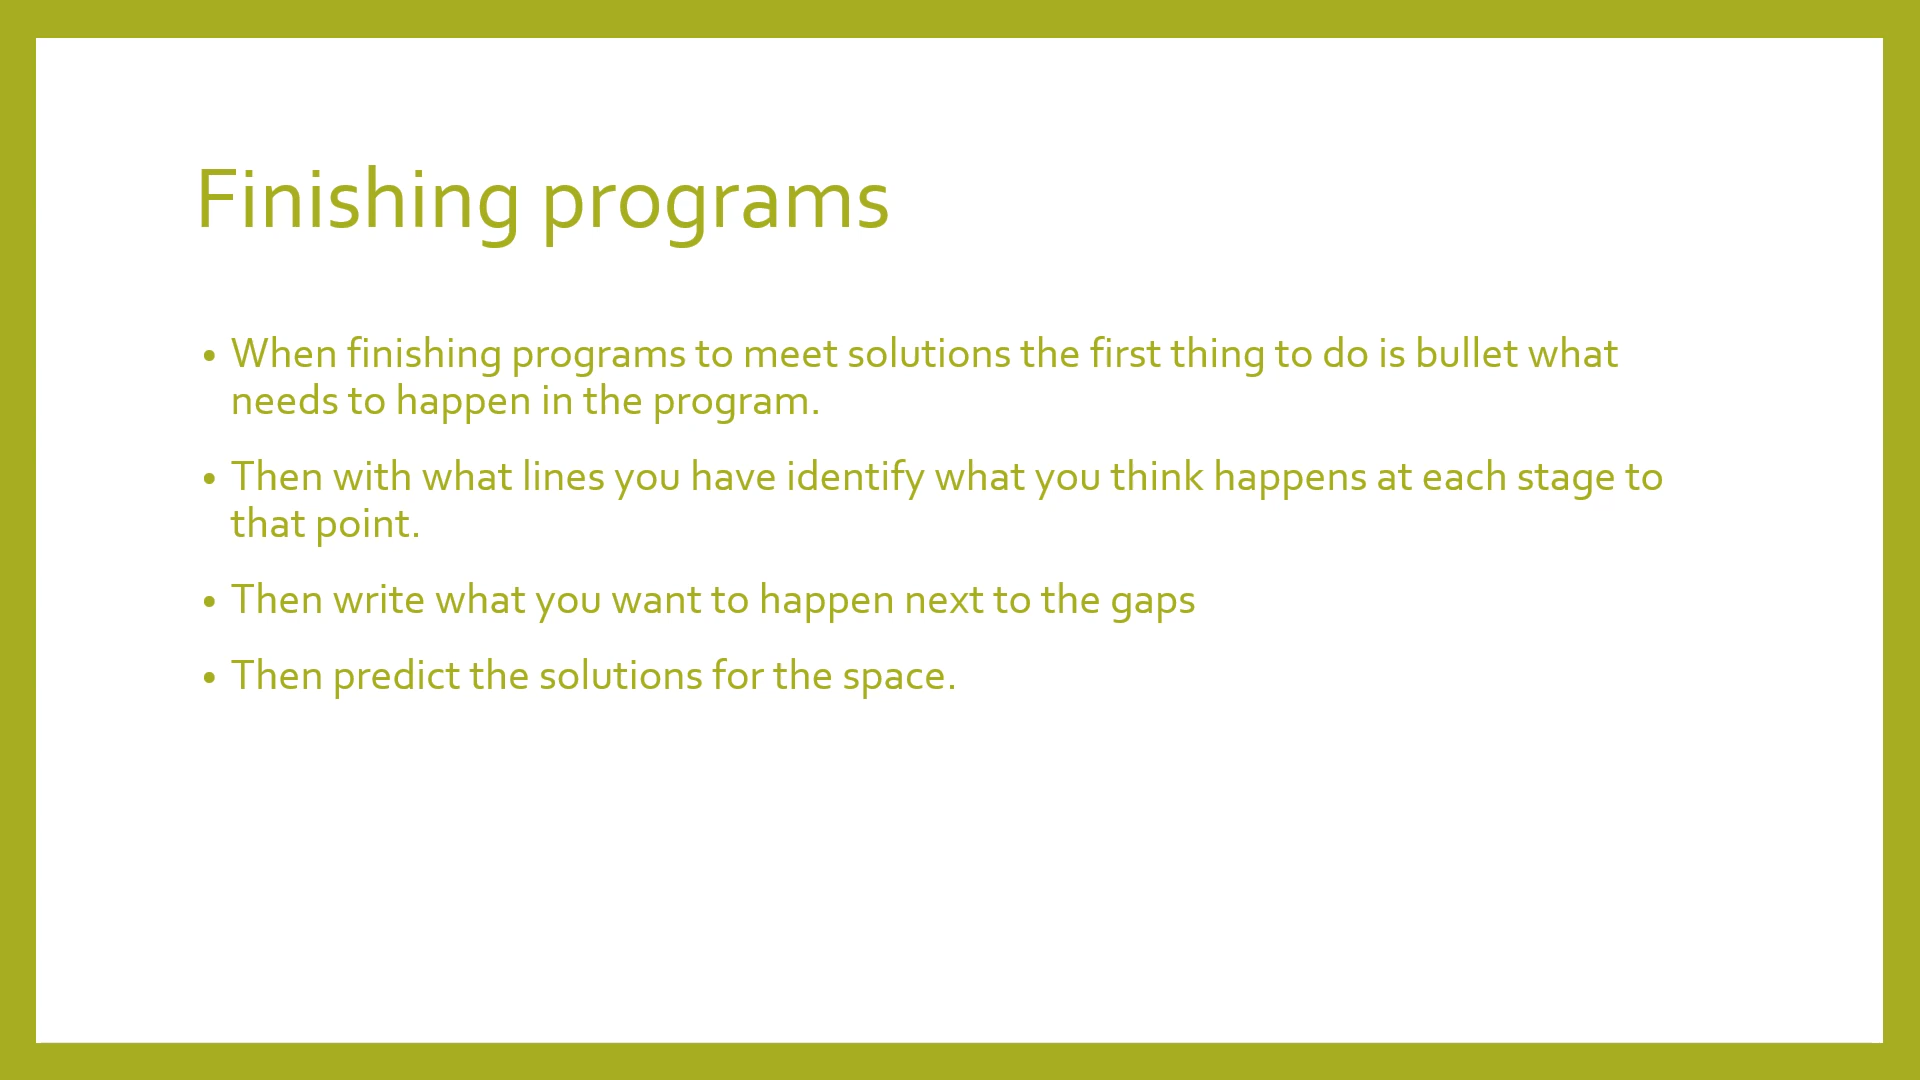 Finishing programs
• When finishing programs to meet solutions the first thing to do is bullet what
needs to happen in the program.
• Then with what lines you have identify what you think happens at each stage to
that point.
• Then write what you want to happen next to the gaps
• Then predict the solutions for the space.